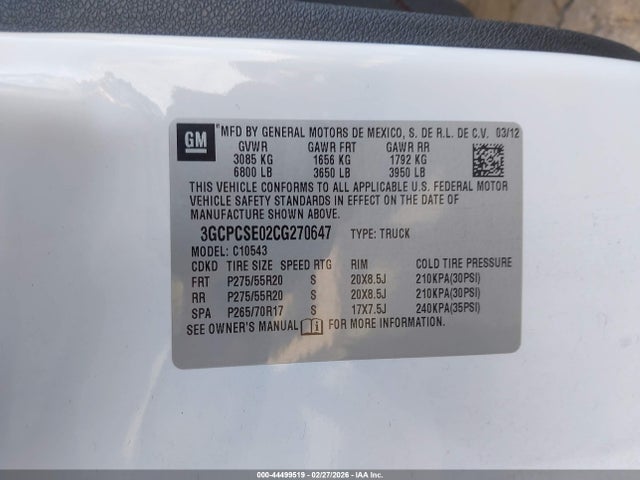 GM
MFD BY GENERAL MOTORS DE MEXICO, S. DE R.L. DE C.V. 03/12
GVWR GAWR FRT GAWR RR
3085 KG 1656 KG 1792 KG
6800 LB 3650 LB 3950 LB
THIS VEHICLE CONFORMS TO ALL APPLICABLE U.S. FEDERAL MOTOR
VEHICLE SAFETY STANDARDS IN EFFECT ON THE DATE OF
MANUFACTURE SHOWN ABOVE.
3GCPCSE02CG270647 TYPE: TRUCK
MODEL: C10543
CDKD TIRE SIZE SPEED RTG RIM COLD TIRE PRESSURE
FRT P275/55R20 S 20X8.5J 210KPA(30PSI)
RR P275/55R20 S 20X8.5J 210KPA(30PSI)
SPA P265/70R17 S 17X7.5J 240KPA(35PSI)
SEE OWNER'S MANUAL FOR MORE INFORMATION.
000-44499519 - 02/27/2026 - IAAI, Inc.